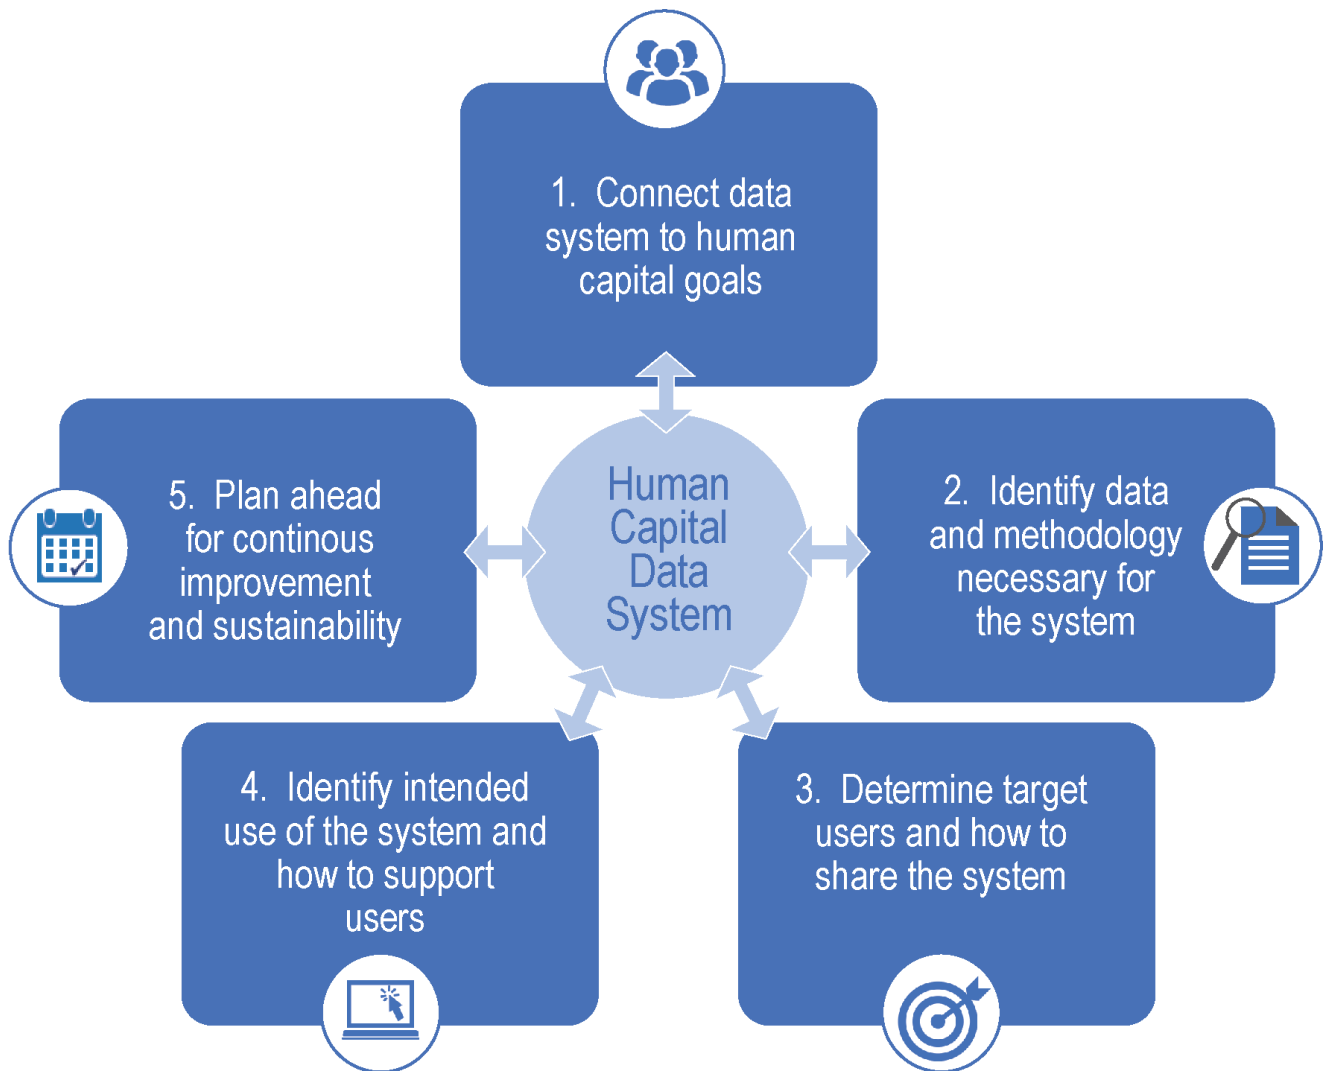 1.  Connect data
system to human
capital goals
Human
Capital
Data
System
2.  Identify data
and methodology
necessary for
the system
3.  Determine target
users and how to
share the system
4.  Identify intended
use of the system and
how to support
users
5.  Plan ahead
for continous
improvement
and sustainability